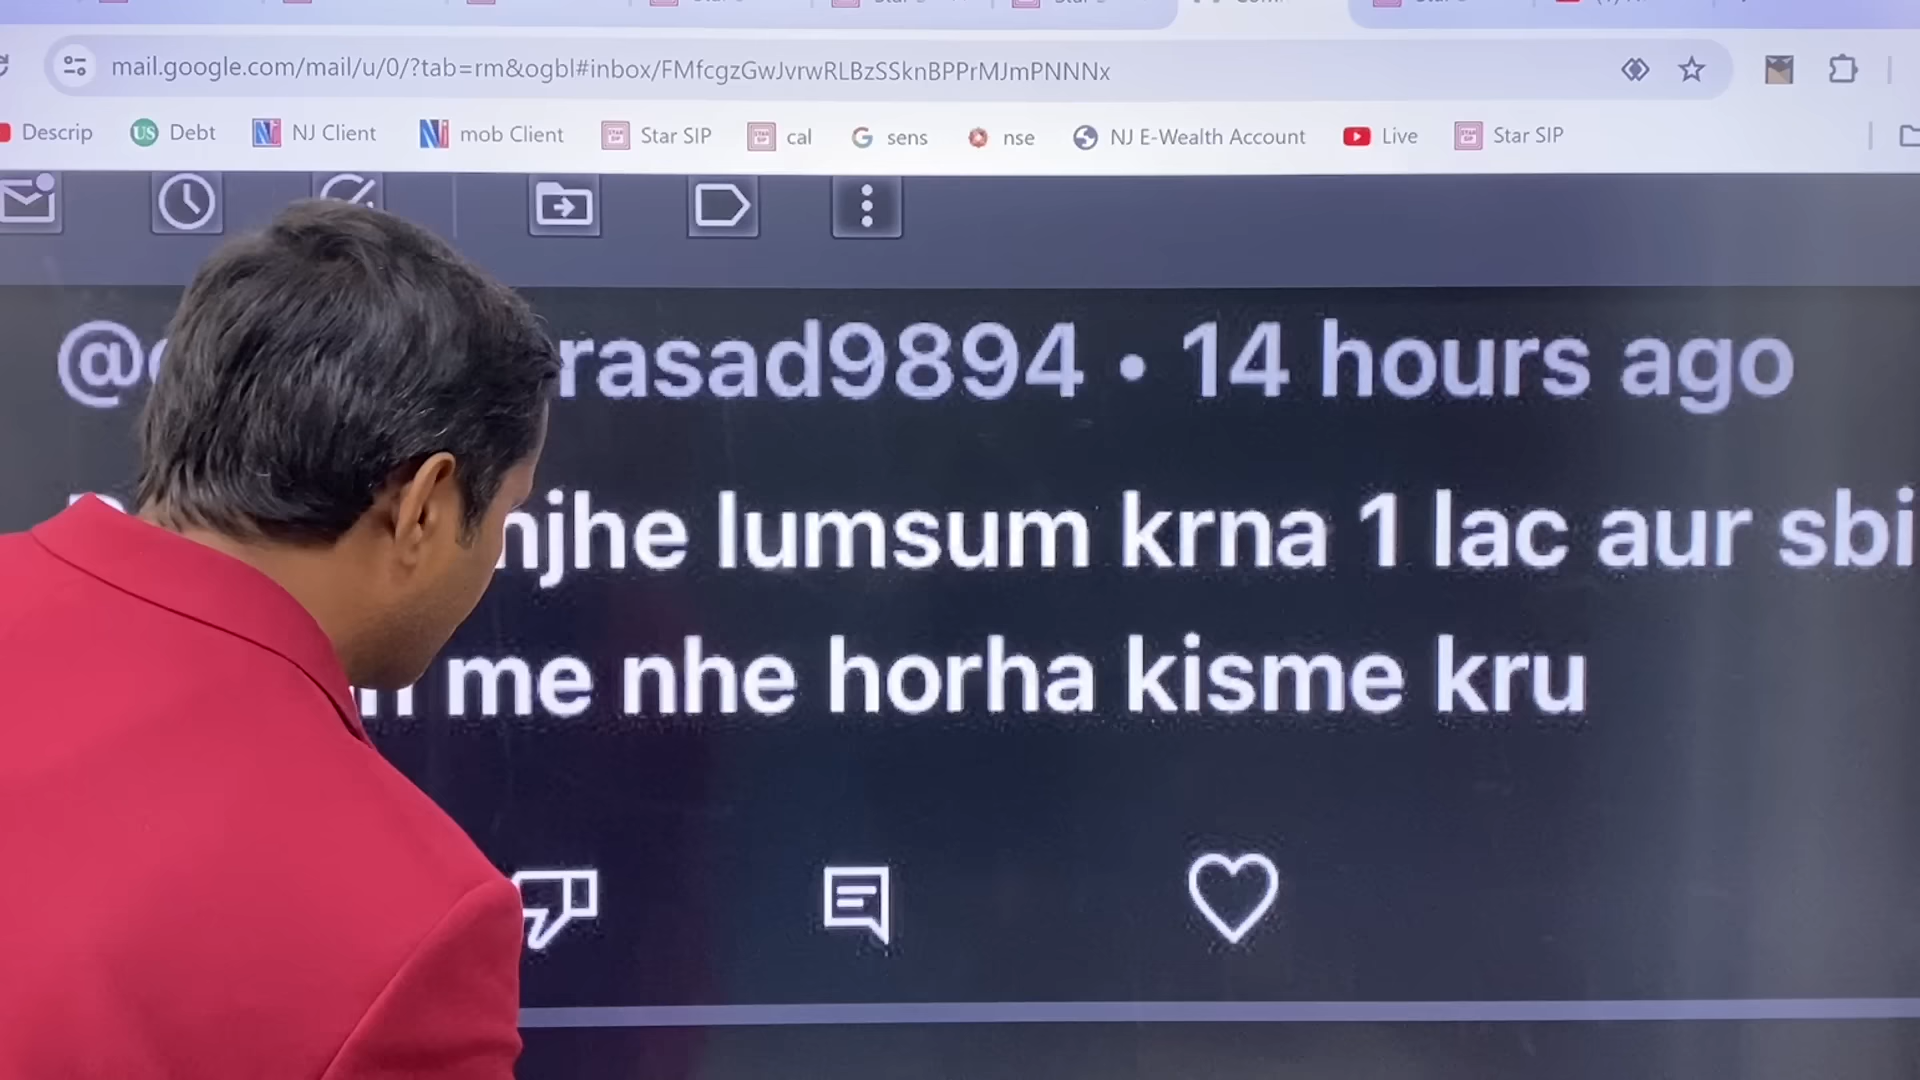 mail.google.com/mail/u/0/?tab=rm&ogbl#inbox/FMfcgzGwJvrwRLBzSSknBPPrMJmPNNNx
Descrip US Debt NJ Client mob Client Star SIP cal sens nse NJ E-Wealth Account Live Star SIP
rasad9894 • 14 hours ago
lumsum krna 1 lac aur sbi
me nhe horha kisme kru